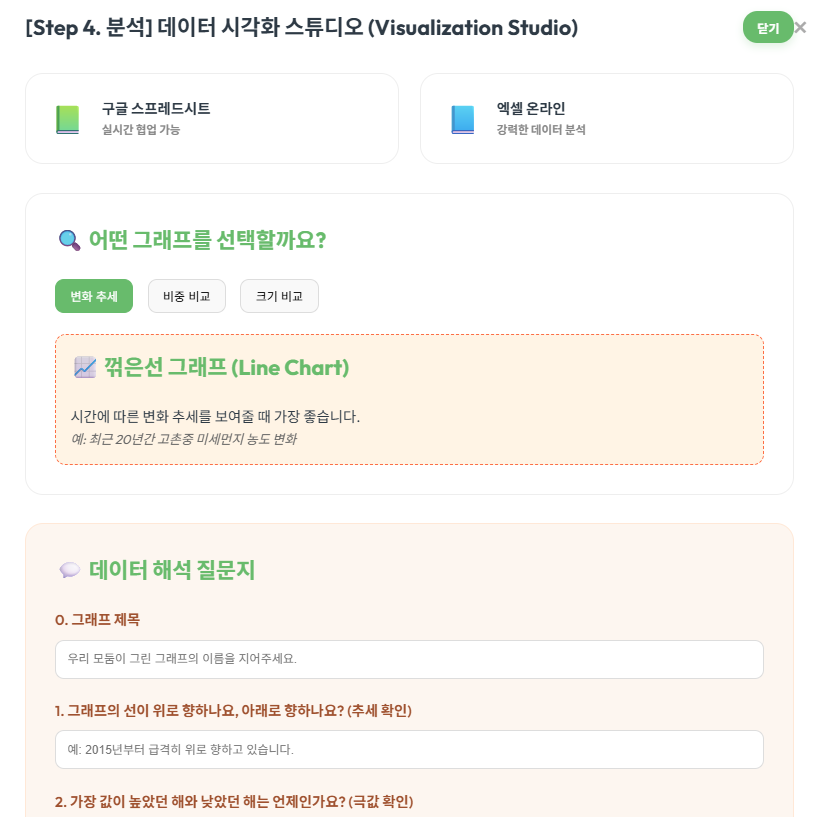 [Step 4. 분석] 데이터 시각화 스튜디오 (Visualization Studio)
닫기
구글 스프레드시트
실시간 협업 가능
엑셀 온라인
강력한 데이터 분석
어떤 그래프를 선택할까요?
변화 추세
비중 비교
크기 비교
꺾은선 그래프 (Line Chart)
시간에 따른 변화 추세를 보여줄 때 가장 좋습니다.
예: 최근 20년간 고촌중 미세먼지 농도 변화
데이터 해석 질문지
0. 그래프 제목
우리 모둠이 그린 그래프의 이름을 지어주세요.
1. 그래프의 선이 위로 향하나요, 아래로 향하나요? (추세 확인)
예: 2015년부터 급격히 위로 향하고 있습니다.
2. 가장 값이 높았던 해와 낮았던 해는 언제인가요? (극값 확인)